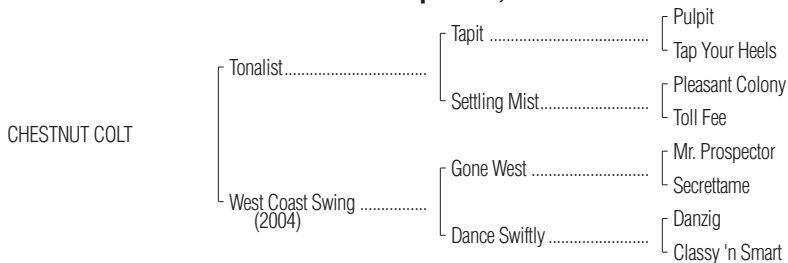 Pulpit
Tapit ......................................
Tap Your Heels
Tonalist..................................
Pleasant Colony
Settling Mist..........................
Toll Fee
CHESTNUT COLT
Mr. Prospector
Gone West ............................
Secrettame
West Coast Swing ................
(2004)
Danzig
Dance Swiftly ........................
Classy 'n Smart